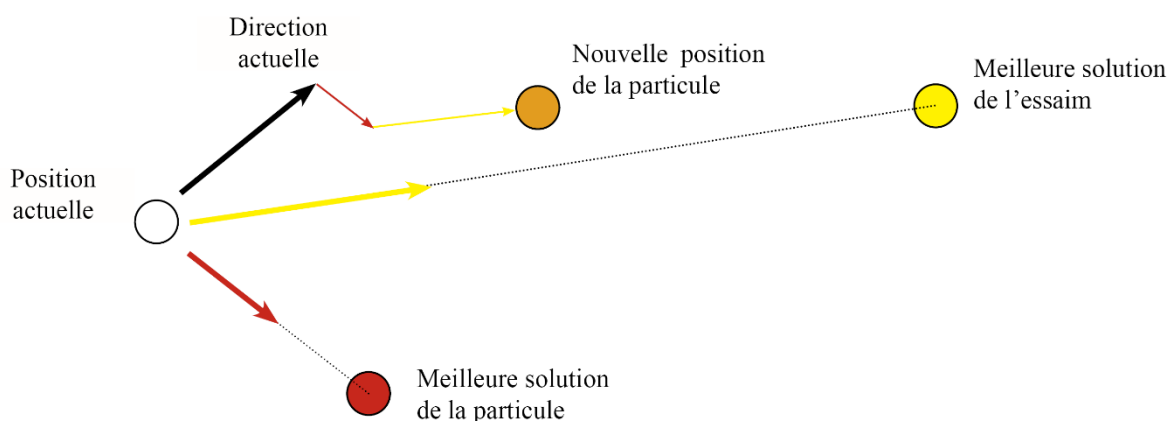 Direction
actuelle
Nouvelle position
de la particule
Meilleure solution
de l'essaim
Position
actuelle
Meilleure solution
de la particule